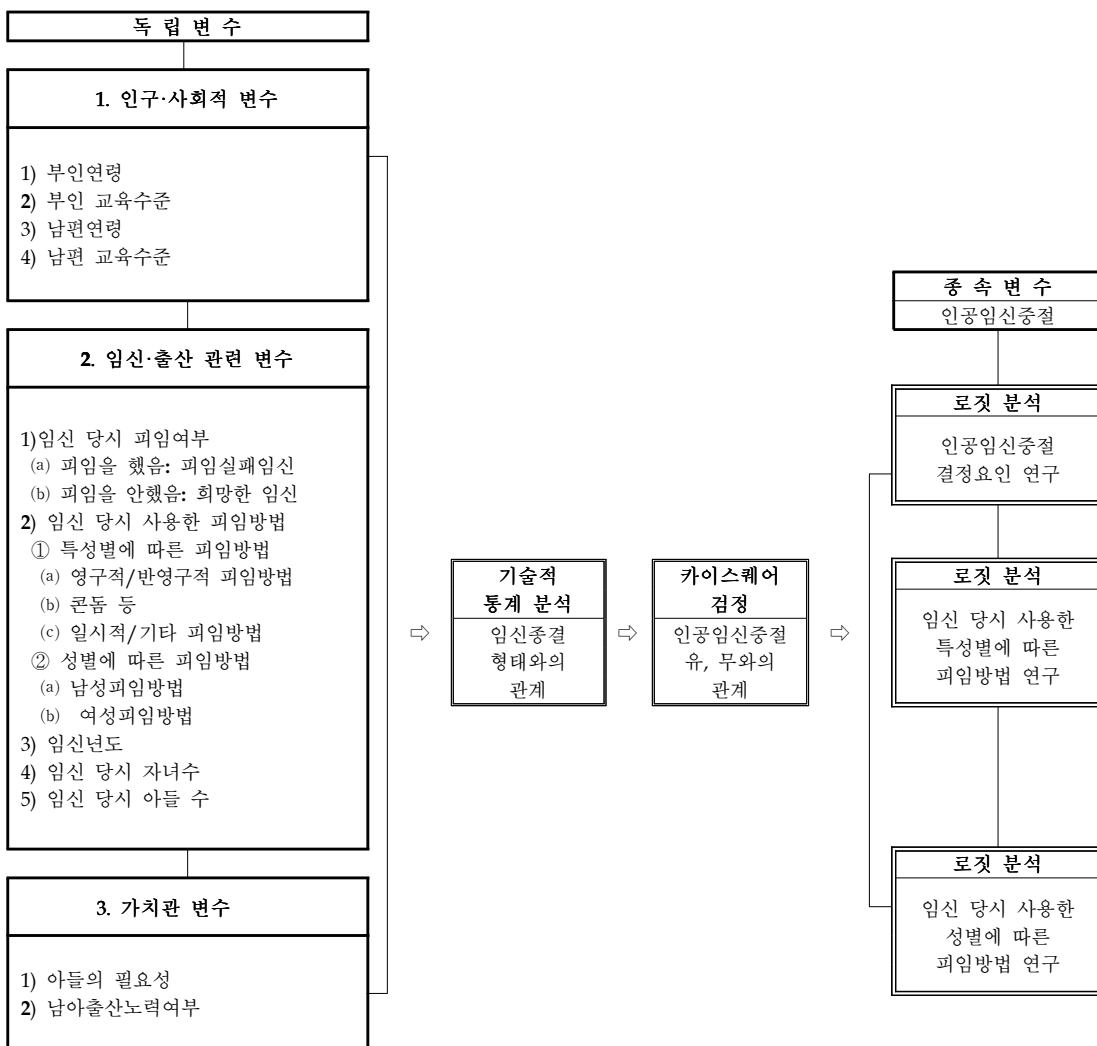 독 립 변 수
1. 인구·사회적 변수
1) 부인연령
2) 부인 교육수준
3) 남편연령
4) 남편 교육수준
2. 임신·출산 관련 변수
1)임신 당시 피임여부
(a) 피임을 했음: 피임실패임신
(b) 피임을 안했음: 희망한 임신
2) 임신 당시 사용한 피임방법
① 특성별에 따른 피임방법
(a) 영구적/반영구적 피임방법
(b) 콘돔 등
(c) 일시적/기타 피임방법
② 성별에 따른 피임방법
(a) 남성피임방법
(b) 여성피임방법
3) 임신년도
4) 임신 당시 자녀수
5) 임신 당시 아들 수
3. 가치관 변수
1) 아들의 필요성
2) 남아출산노력여부
⇨
기술적
통계 분석
임신종결
형태와의
관계
⇨
카이스퀘어
검정
인공임신중절
유, 무와의
관계
⇨
종 속 변 수
인공임신중절
로짓 분석
인공임신중절
결정요인 연구
로짓 분석
임신 당시 사용한
특성별에 따른
피임방법 연구
로짓 분석
임신 당시 사용한
성별에 따른
피임방법 연구